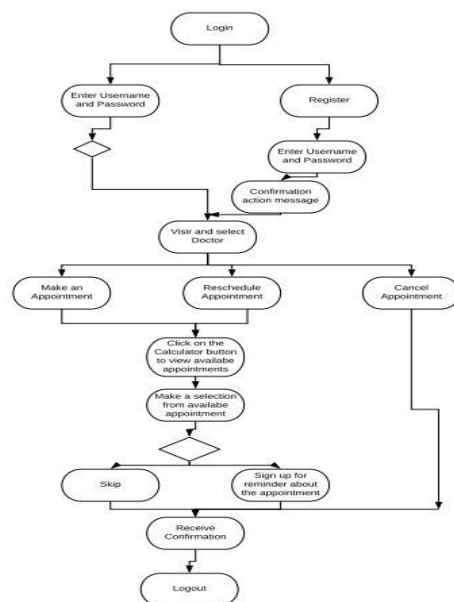 Login
Enter Username
and Password
Register
Enter Username
and Password
Confirmation
action message
Visir and select
Doctor
Make an
Appointment
Reschedule
Appointment
Cancel
Appointment
Click on the
Calculator button
to view availabe
appointments
Make a selection
from availabe
appointment
Skip
Sign up for
reminder about
the appointment
Receive
Confirmation
Logout